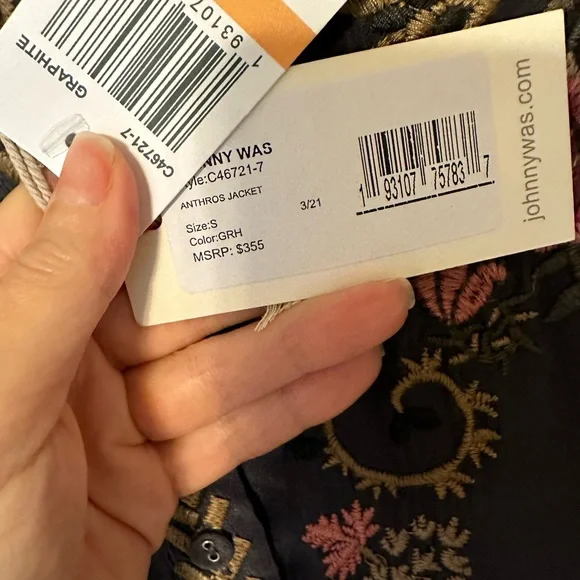 GRAPHITE
C46721-7
1 93107
NNY WAS
yle:C46721-7
ANTHROS JACKET
3/21
Size:S
Color:GRH
MSRP: $355
1 93107 75783 7
johnnywas.com